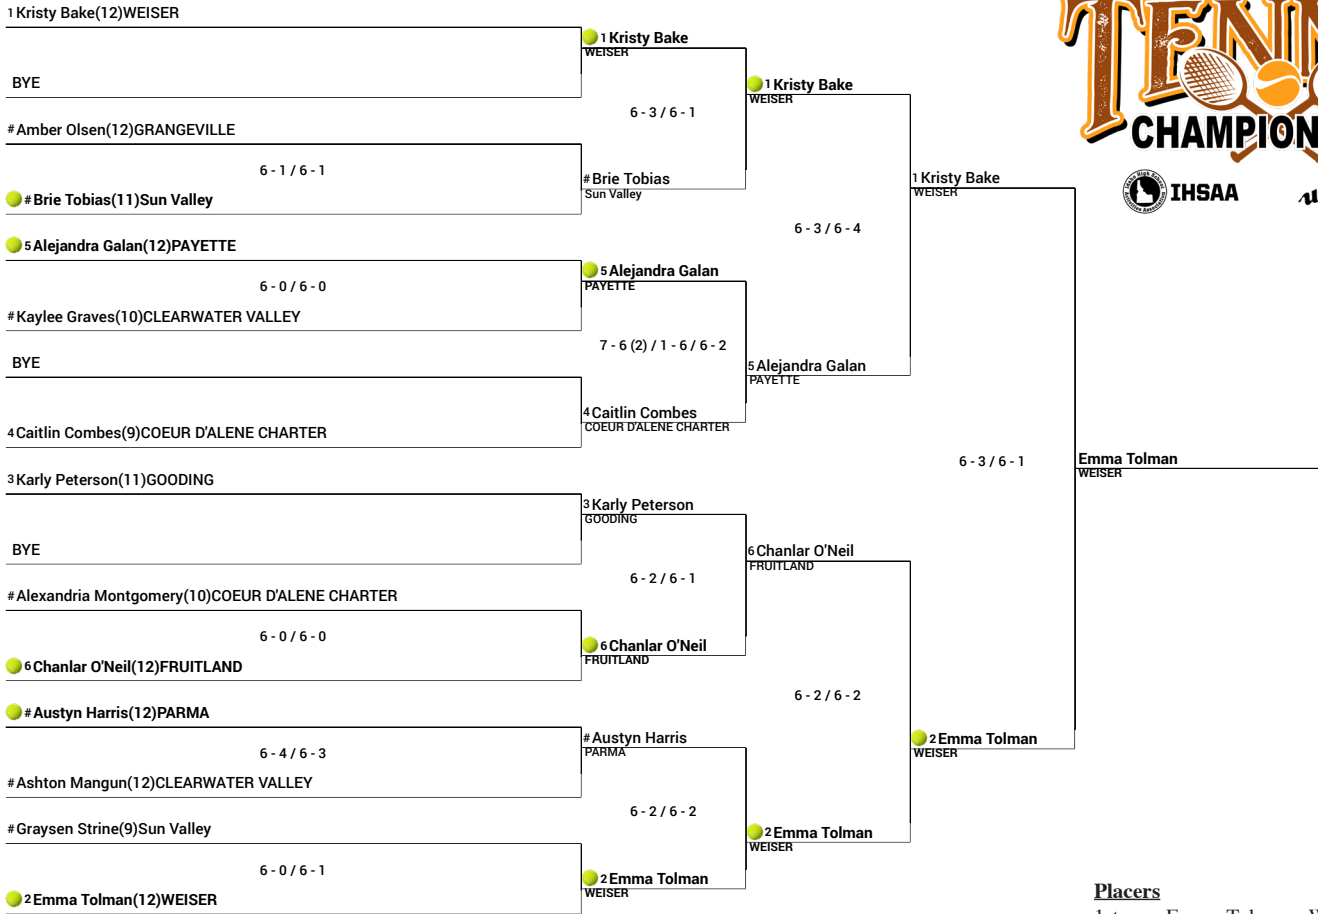 1 Kristy Bake(12)WEISER
BYE
# Amber Olsen(12)GRANGEVILLE
6 - 1 / 6 - 1
# Brie Tobias(11)Sun Valley
5 Alejandra Galan(12)PAYETTE
6 - 0 / 6 - 0
# Kaylee Graves(10)CLEARWATER VALLEY
BYE
4 Caitlin Combes(9)COEUR D'ALENE CHARTER
3 Karly Peterson(11)GOODING
BYE
# Alexandria Montgomery(10)COEUR D'ALENE CHARTER
6 - 0 / 6 - 0
6 Chanlar O'Neil(12)FRUITLAND
# Austyn Harris(12)PARMA
6 - 4 / 6 - 3
# Ashton Mangun(12)CLEARWATER VALLEY
# Graysen Strine(9)Sun Valley
6 - 0 / 6 - 1
2 Emma Tolman(12)WEISER
1 Kristy Bake
WEISER
6 - 3 / 6 - 1
# Brie Tobias
Sun Valley
5 Alejandra Galan
PAYETTE
7 - 6 (2) / 1 - 6 / 6 - 2
4 Caitlin Combes
COEUR D'ALENE CHARTER
3 Karly Peterson
GOODING
6 - 2 / 6 - 1
6 Chanlar O'Neil
FRUITLAND
# Austyn Harris
PARMA
6 - 2 / 6 - 2
2 Emma Tolman
WEISER
1 Kristy Bake
WEISER
6 - 3 / 6 - 4
5 Alejandra Galan
PAYETTE
6 Chanlar O'Neil
FRUITLAND
6 - 2 / 6 - 2
2 Emma Tolman
WEISER
1 Kristy Bake
WEISER
6 - 3 / 6 - 1
2 Emma Tolman
WEISER
Emma Tolman
WEISER
TENN
CHAMPION
IHSAA
Placers